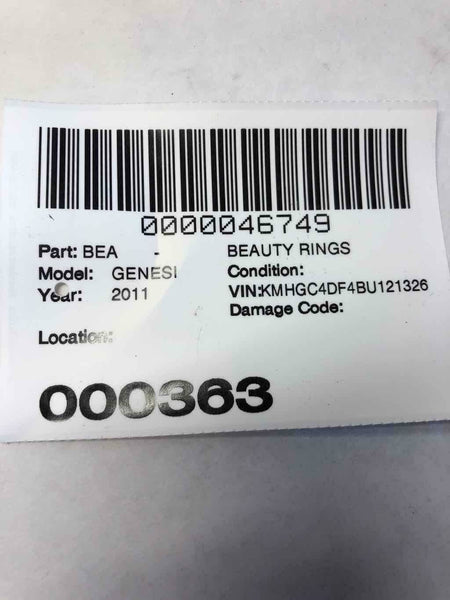 0000046749
Part: BEA - BEAUTY RINGS
Model: GENESI Condition:
Year: 2011 VIN:KMHGC4DF4BU121326
Damage Code:
Location:
000363